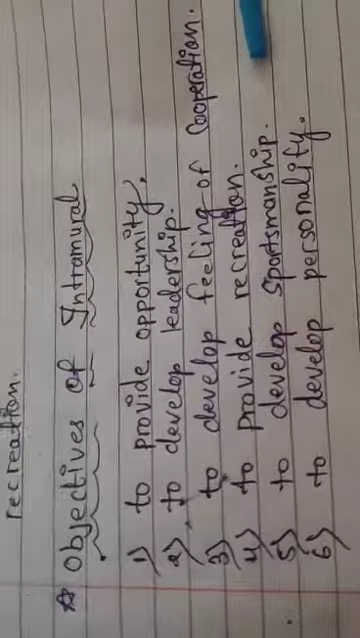 recreation.
☆ Objectives of Intramural
1) to provide opportunity.
2) to develop leadership.
3) to develop feeling of Cooperation.
4) to provide recreation.
5) to develop sportsmanship.
6) to develop personality.